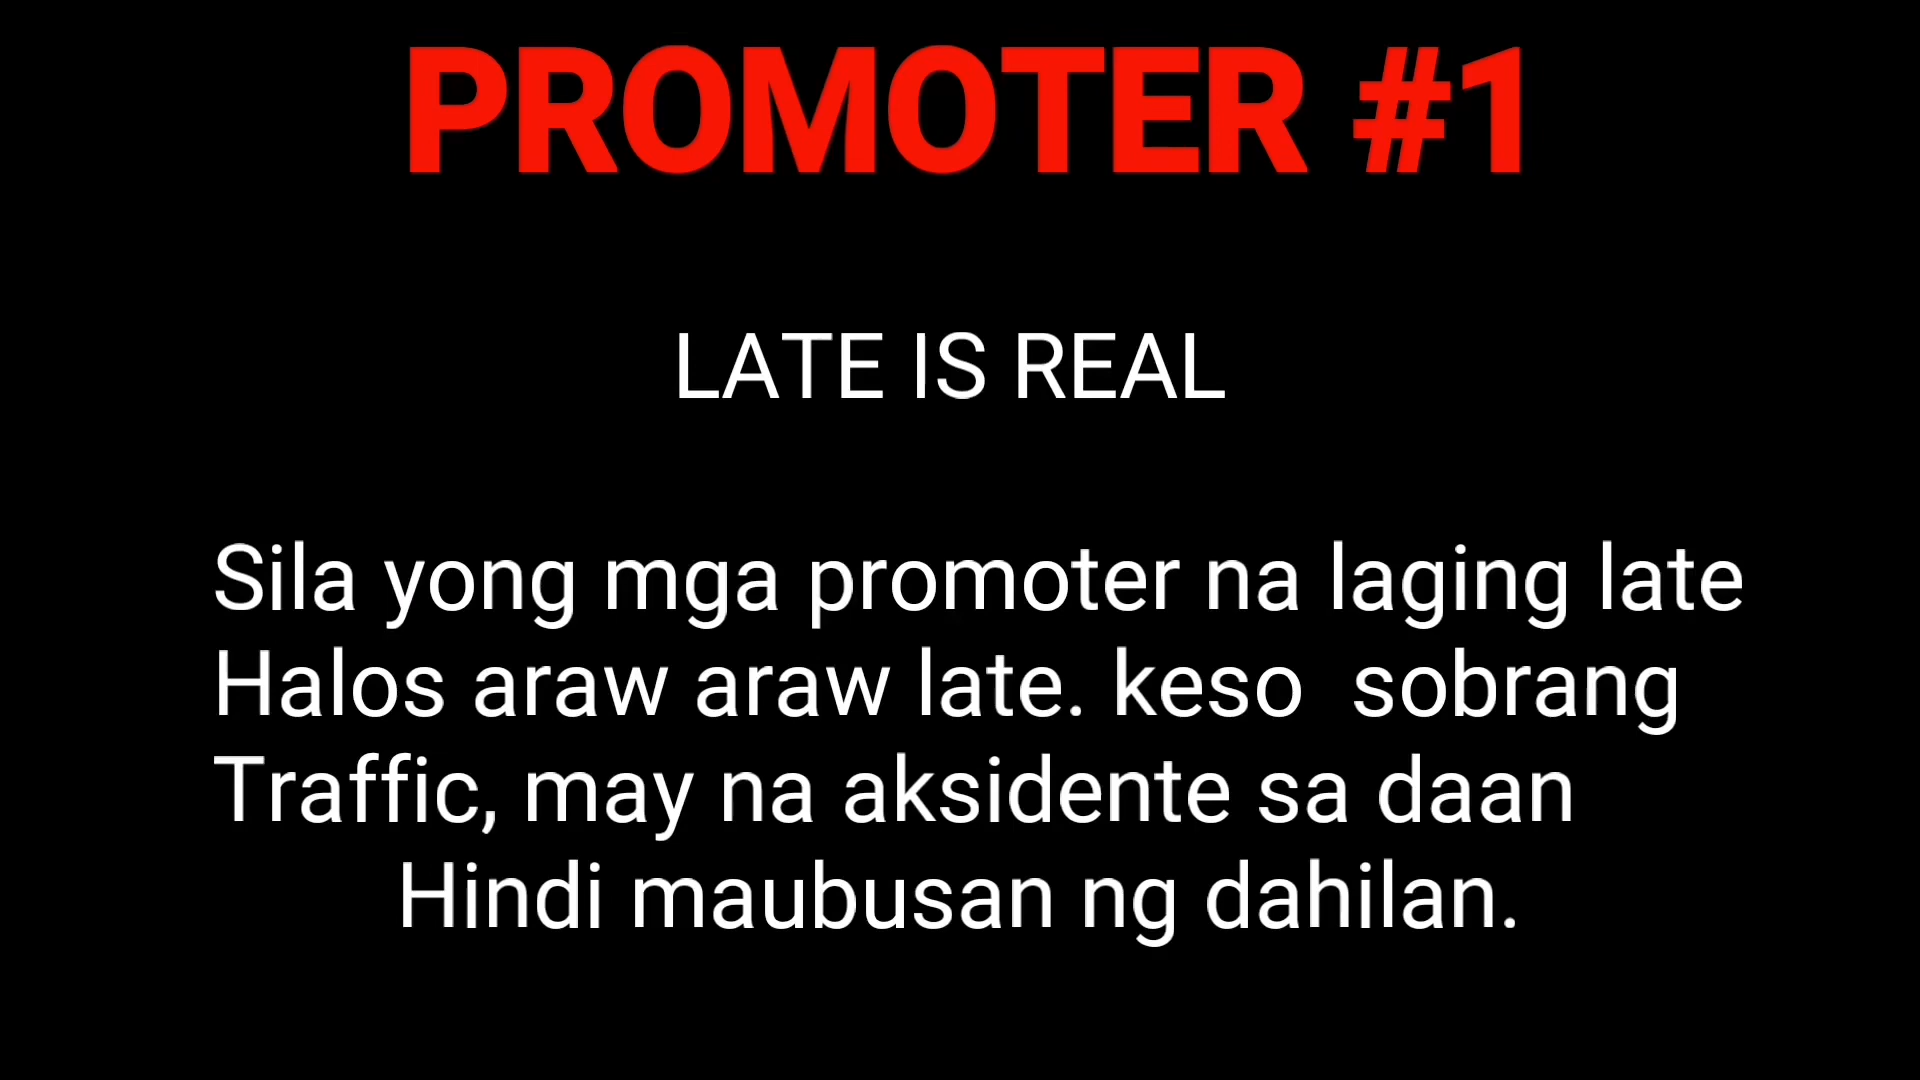 PROMOTER #1
LATE IS REAL
Sila yong mga promoter na laging late
Halos araw araw late. keso  sobrang
Traffic, may na aksidente sa daan
Hindi maubusan ng dahilan.